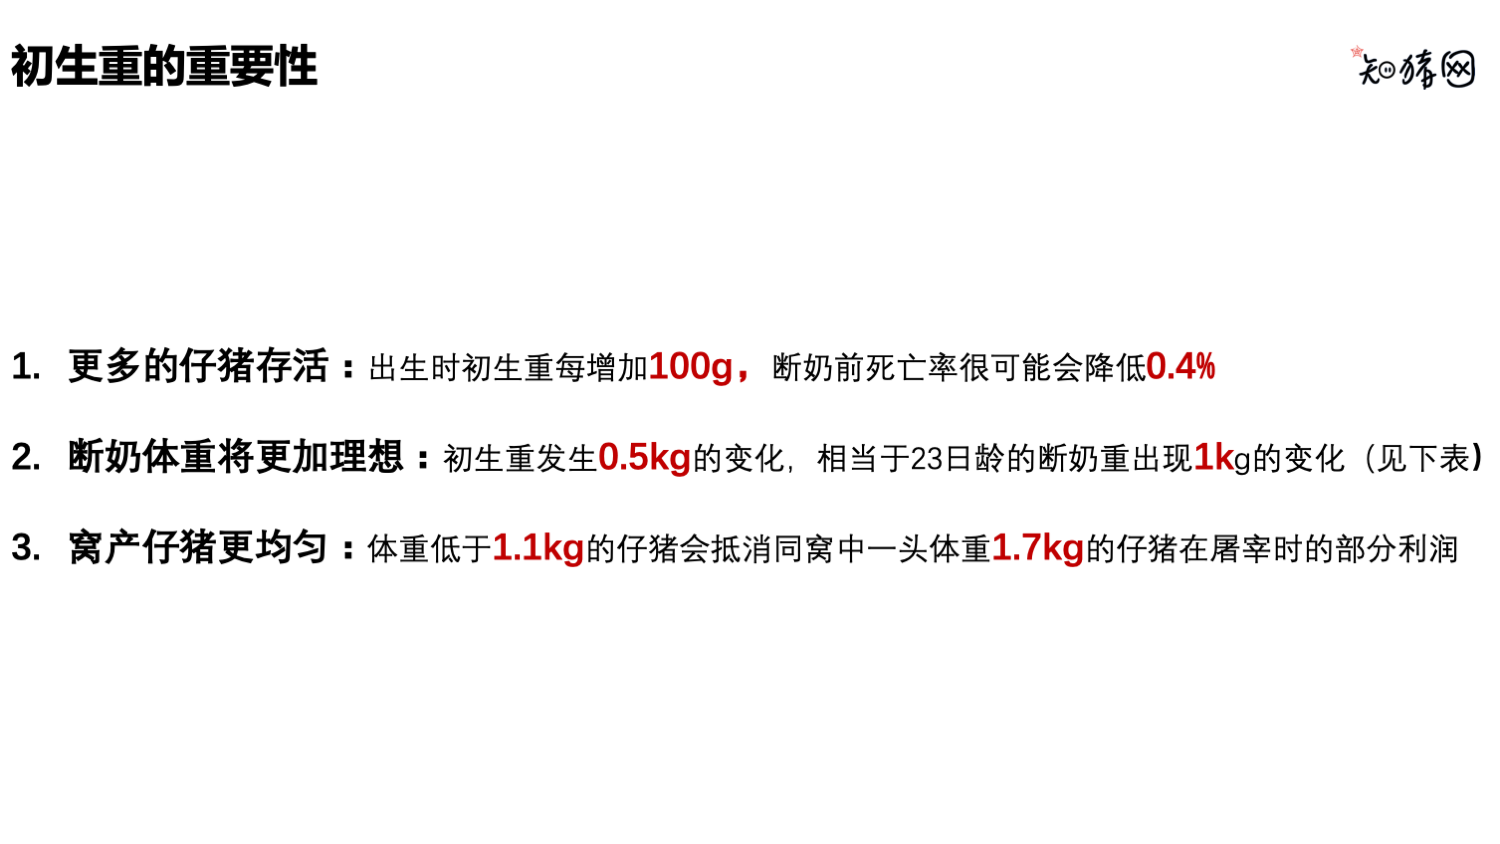 初生重的重要性
知猪网
1. 更多的仔猪存活：出生时初生重每增加100g，断奶前死亡率很可能会降低0.4%
2. 断奶体重将更加理想：初生重发生0.5kg的变化，相当于23日龄的断奶重出现1kg的变化（见下表)
3. 窝产仔猪更均匀：体重低于1.1kg的仔猪会抵消同窝中一头体重1.7kg的仔猪在屠宰时的部分利润